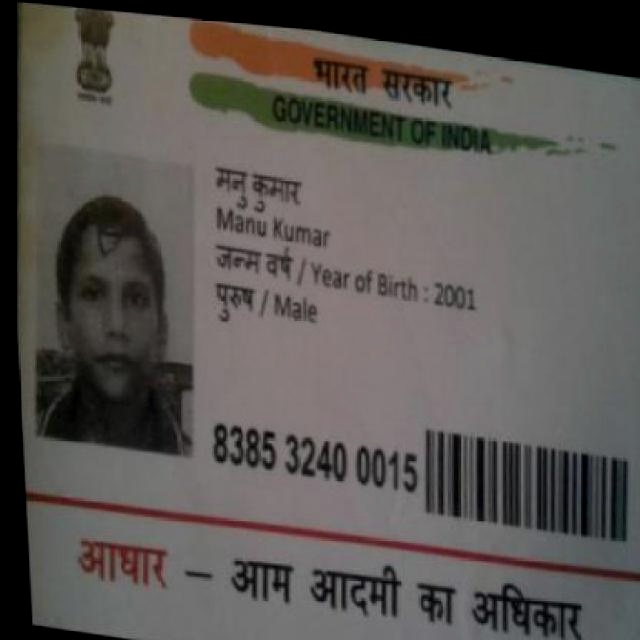 भारत सरकार
GOVERNMENT OF INDIA
मनु कुमार
Manu Kumar
जन्म वर्ष / Year of Birth : 2001
पुरुष / Male
8385 3240 0015
आधार – आम आदमी का अधिकार